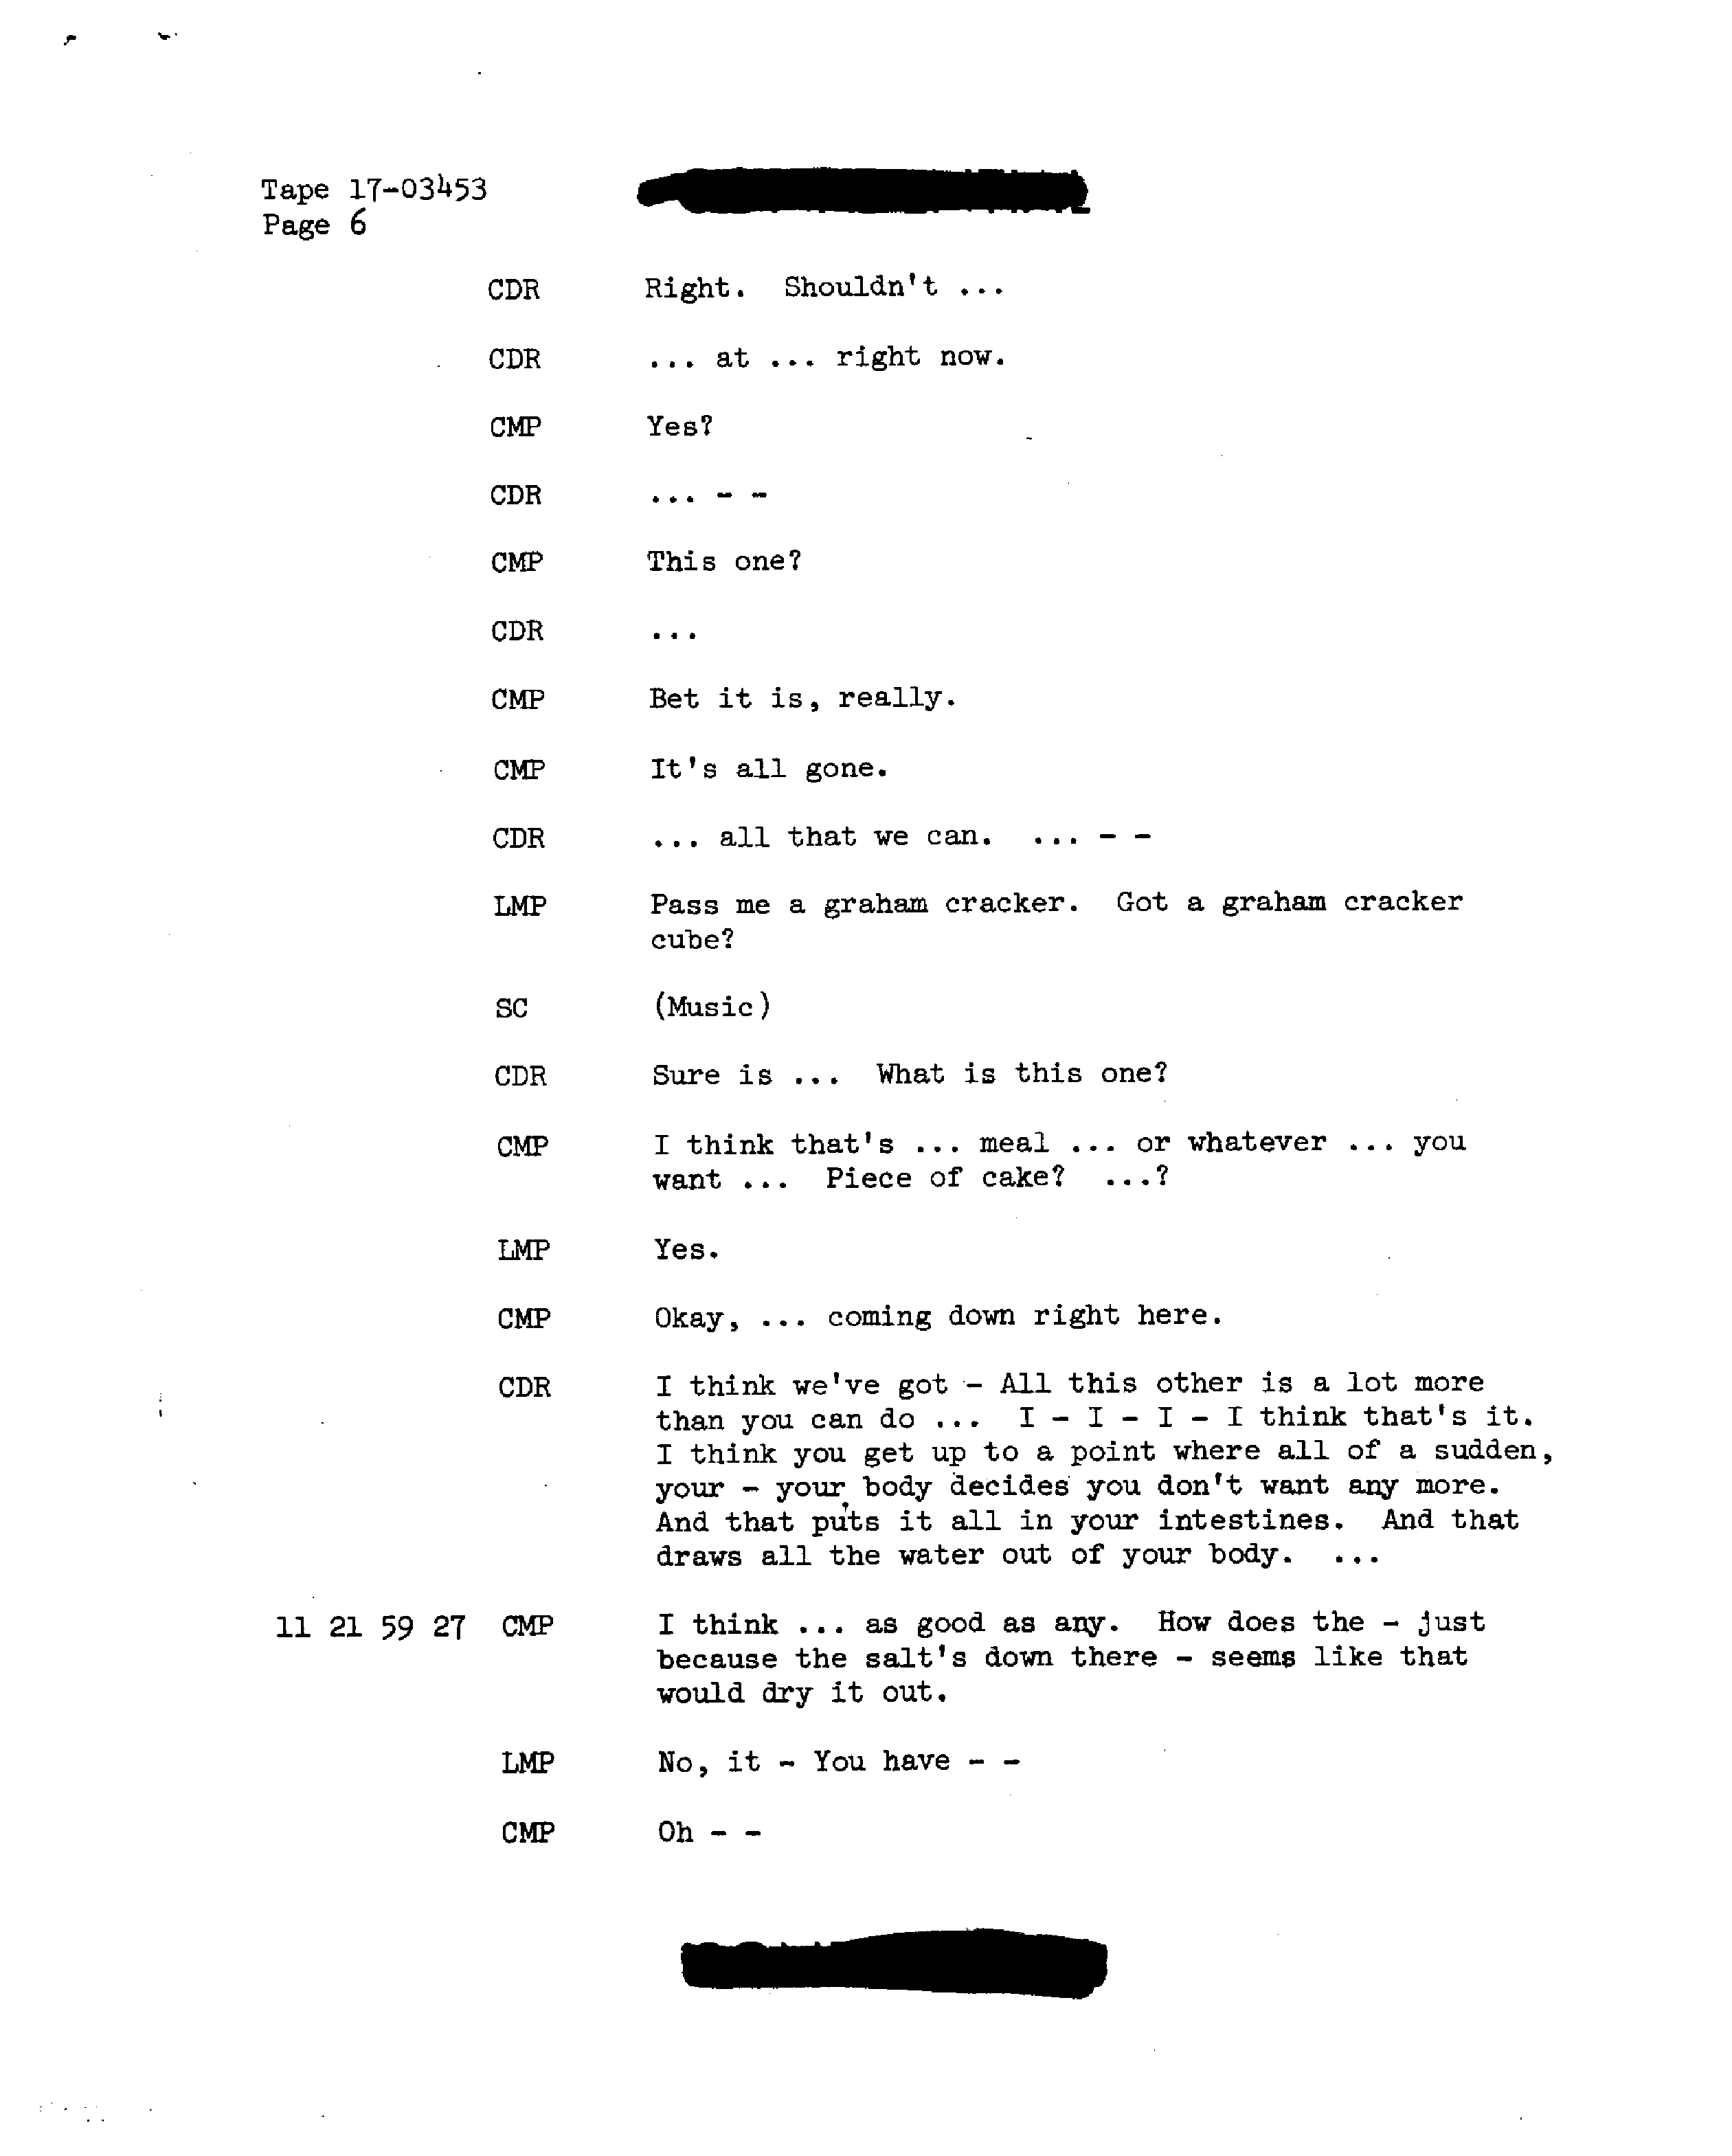 Tape 17-03453
Page 6
CDR Right. Shouldn't ...
CDR ... at ... right now.
CMP Yes?
CDR ... - -
CMP This one?
CDR ...
CMP Bet it is, really.
CMP It's all gone.
CDR ... all that we can. ... - -
LMP Pass me a graham cracker. Got a graham cracker
cube?
SC (Music)
CDR Sure is ... What is this one?
CMP I think that's ... meal ... or whatever ... you
want ... Piece of cake? ...?
LMP Yes.
CMP Okay, ... coming down right here.
CDR I think we've got - All this other is a lot more
than you can do ... I - I - I - I think that's it.
I think you get up to a point where all of a sudden,
your - your body decides you don't want any more.
And that puts it all in your intestines. And that
draws all the water out of your body. ...
11 21 59 27 CMP I think ... as good as any. How does the - just
because the salt's down there - seems like that
would dry it out.
LMP No, it - You have - -
CMP Oh - -